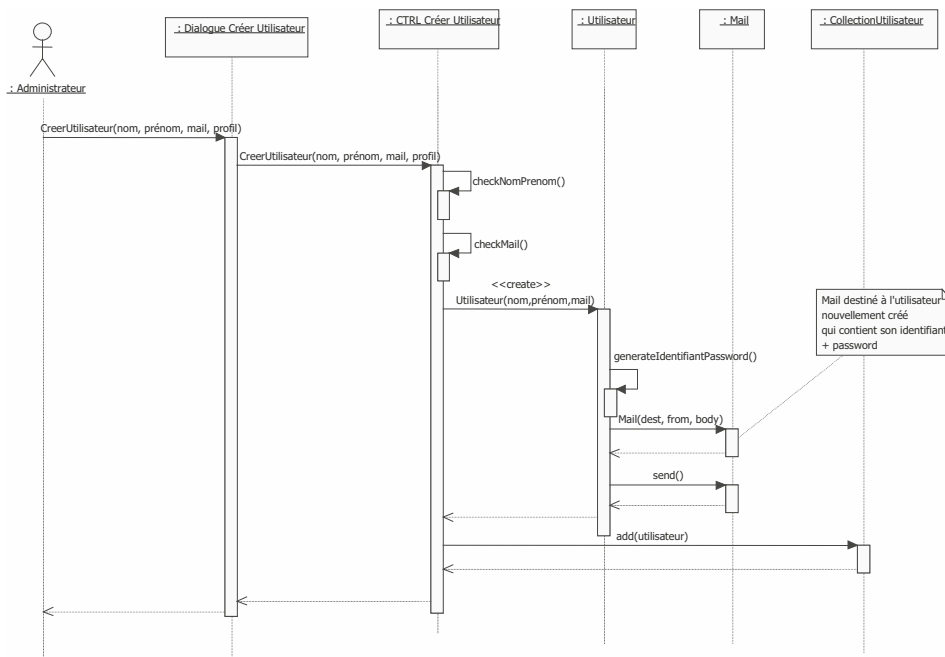 : Dialogue Créer Utilisateur
: CTRL Créer Utilisateur
: Utilisateur
: Mail
: CollectionUtilisateur
: Administrateur
CreerUtilisateur(nom, prénom, mail, profil)
CreerUtilisateur(nom, prénom, mail, profil)
checkNomPrenom()
checkMail()
<<create>>
Utilisateur(nom,prénom,mail)
Mail destiné à l'utilisateur
nouvellement créé
qui contient son identifiant
+ password
generateIdentifiantPassword()
Mail(dest, from, body)
send()
add(utilisateur)